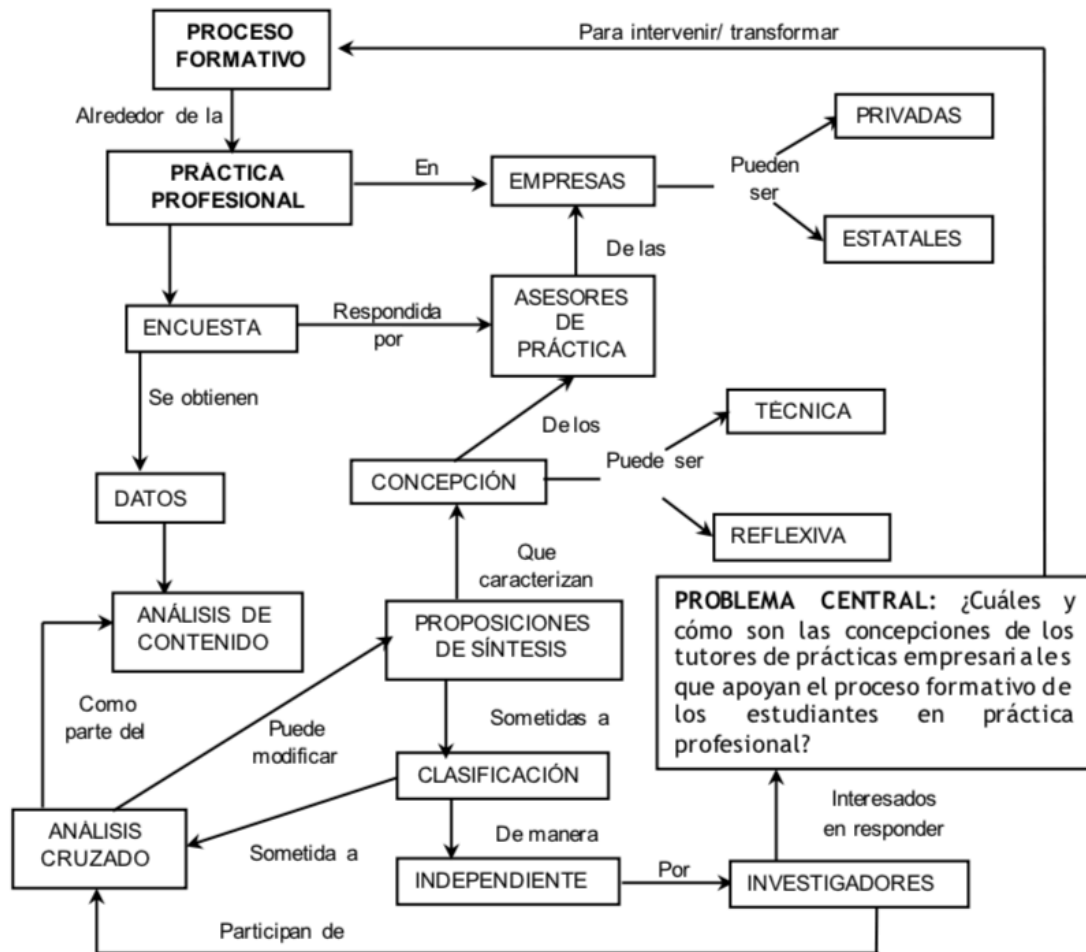 PROCESO
FORMATIVO
Para intervenir/ transformar
Alrededor de la
PRIVADAS
PRÀCTICA
PROFESIONAL
En
EMPRESAS
Pueden
ser
ESTATALES
De las
ENCUESTA
Respondida
por
ASESORES
DE
PRÁCTICA
Se obtienen
TÈCNICA
De los
CONCEPCIÓN
Puede ser
DATOS
REFLEXIVA
Que
caracterizan
ANÁLISIS DE
CONTENIDO
PROPOSICIONES
DE SÍNTESIS
PROBLEMA CENTRAL: ¿Cuáles y
cómo son las concepciones de los
tutores de prácticas empresariales
que apoyan el proceso formativo de
los estudiantes en práctica
profesional?
Como
parte del
Puede
modificar
Sometidas a
CLASIFICACIÓN
Interesados
en responder
ANÁLISIS
CRUZADO
Sometida a
De manera
INDEPENDIENTE
Por
INVESTIGADORES
Participan de